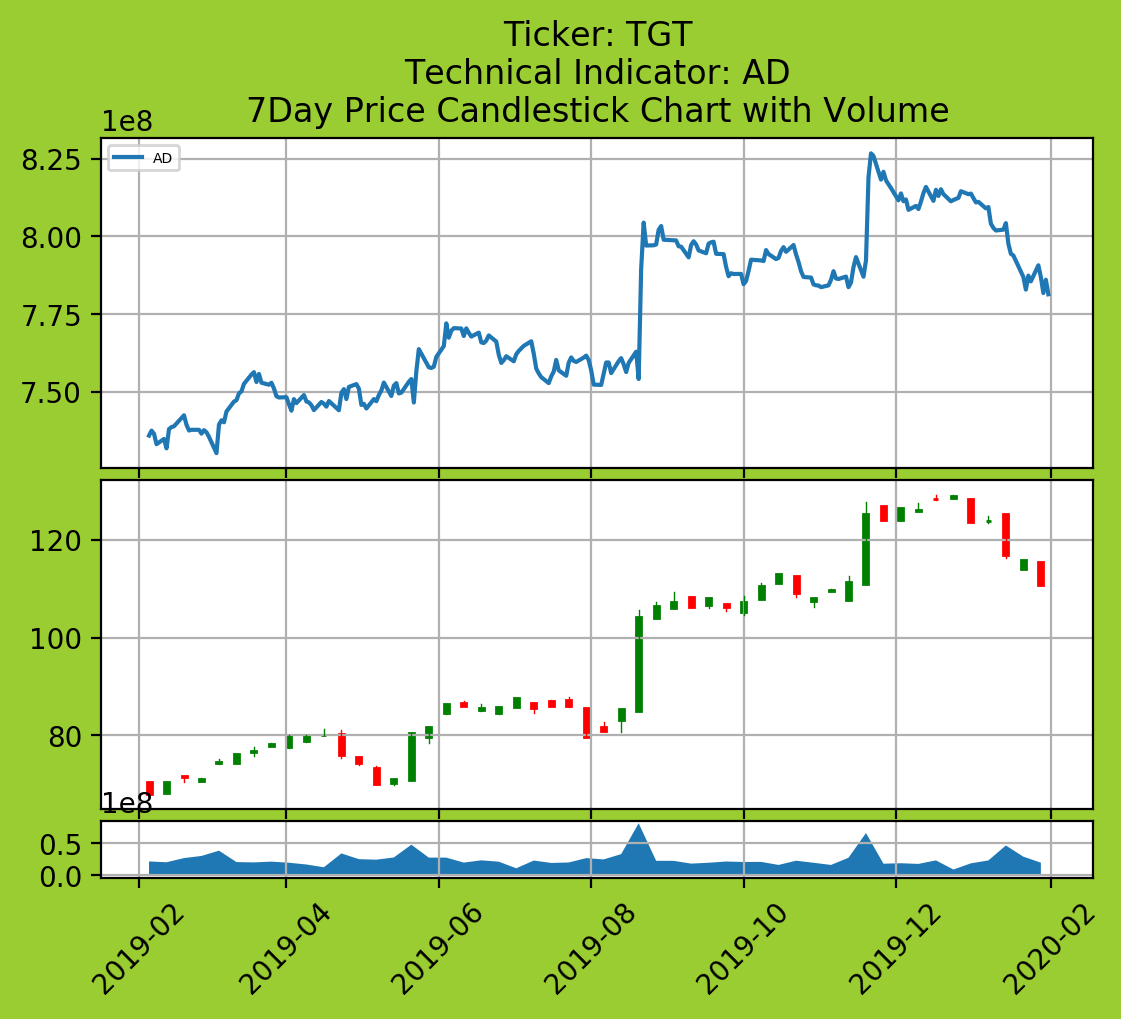 Ticker: TGT
Technical Indicator: AD
7Day Price Candlestick Chart with Volume
1e8
AD
8.25
8.00
7.75
7.50
120
100
80
1e8
0.5
0.0
2019-02
2019-04
2019-06
2019-08
2019-10
2019-12
2020-02